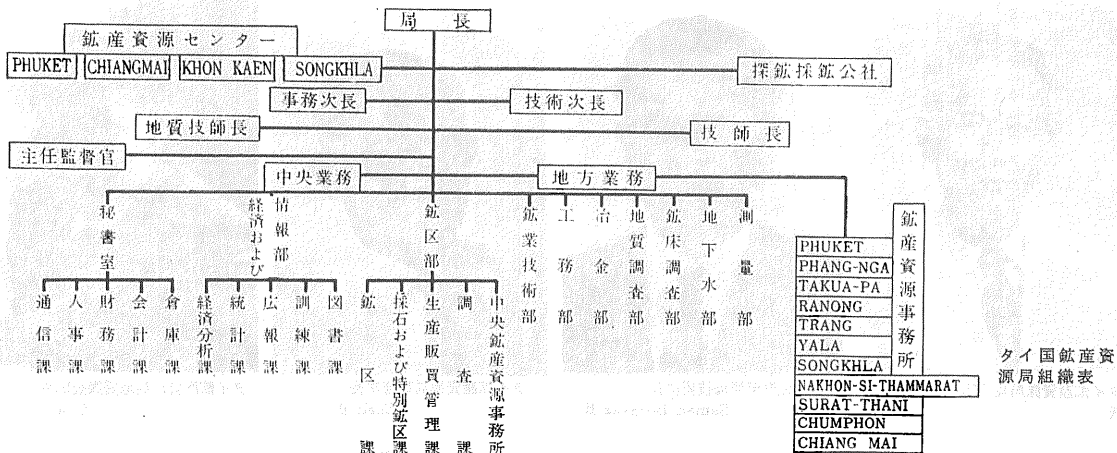 局長
鉱産資源センター
PHUKET CHIANGMAI KHON KAEN SONGKHLA
探鉱採鉱公社
事務次長
技術次長
地質技師長
技師長
主任監督官
中央業務
地方業務
秘書室
経済および
情報部
鉱区部
鉱業技術部
工務部
冶金部
地質調査部
鉱床調査部
地下水部
測量部
通信課
人事課
財務課
会計課
倉庫課
経済分析課
統計課
広報課
訓練課
図書課
鉱区課
採石および特別鉱区課
生産販買管理課
調査課
中央鉱産資源事務所
鉱産資源事務所
PHUKET
PHANG-NGA
TAKUA-PA
RANONG
TRANG
YALA
SONGKHLA
NAKHON-SI-THAMMARAT
SURAT-THANI
CHUMPHON
CHIANG MAI
タイ国鉱産資
源局組織表